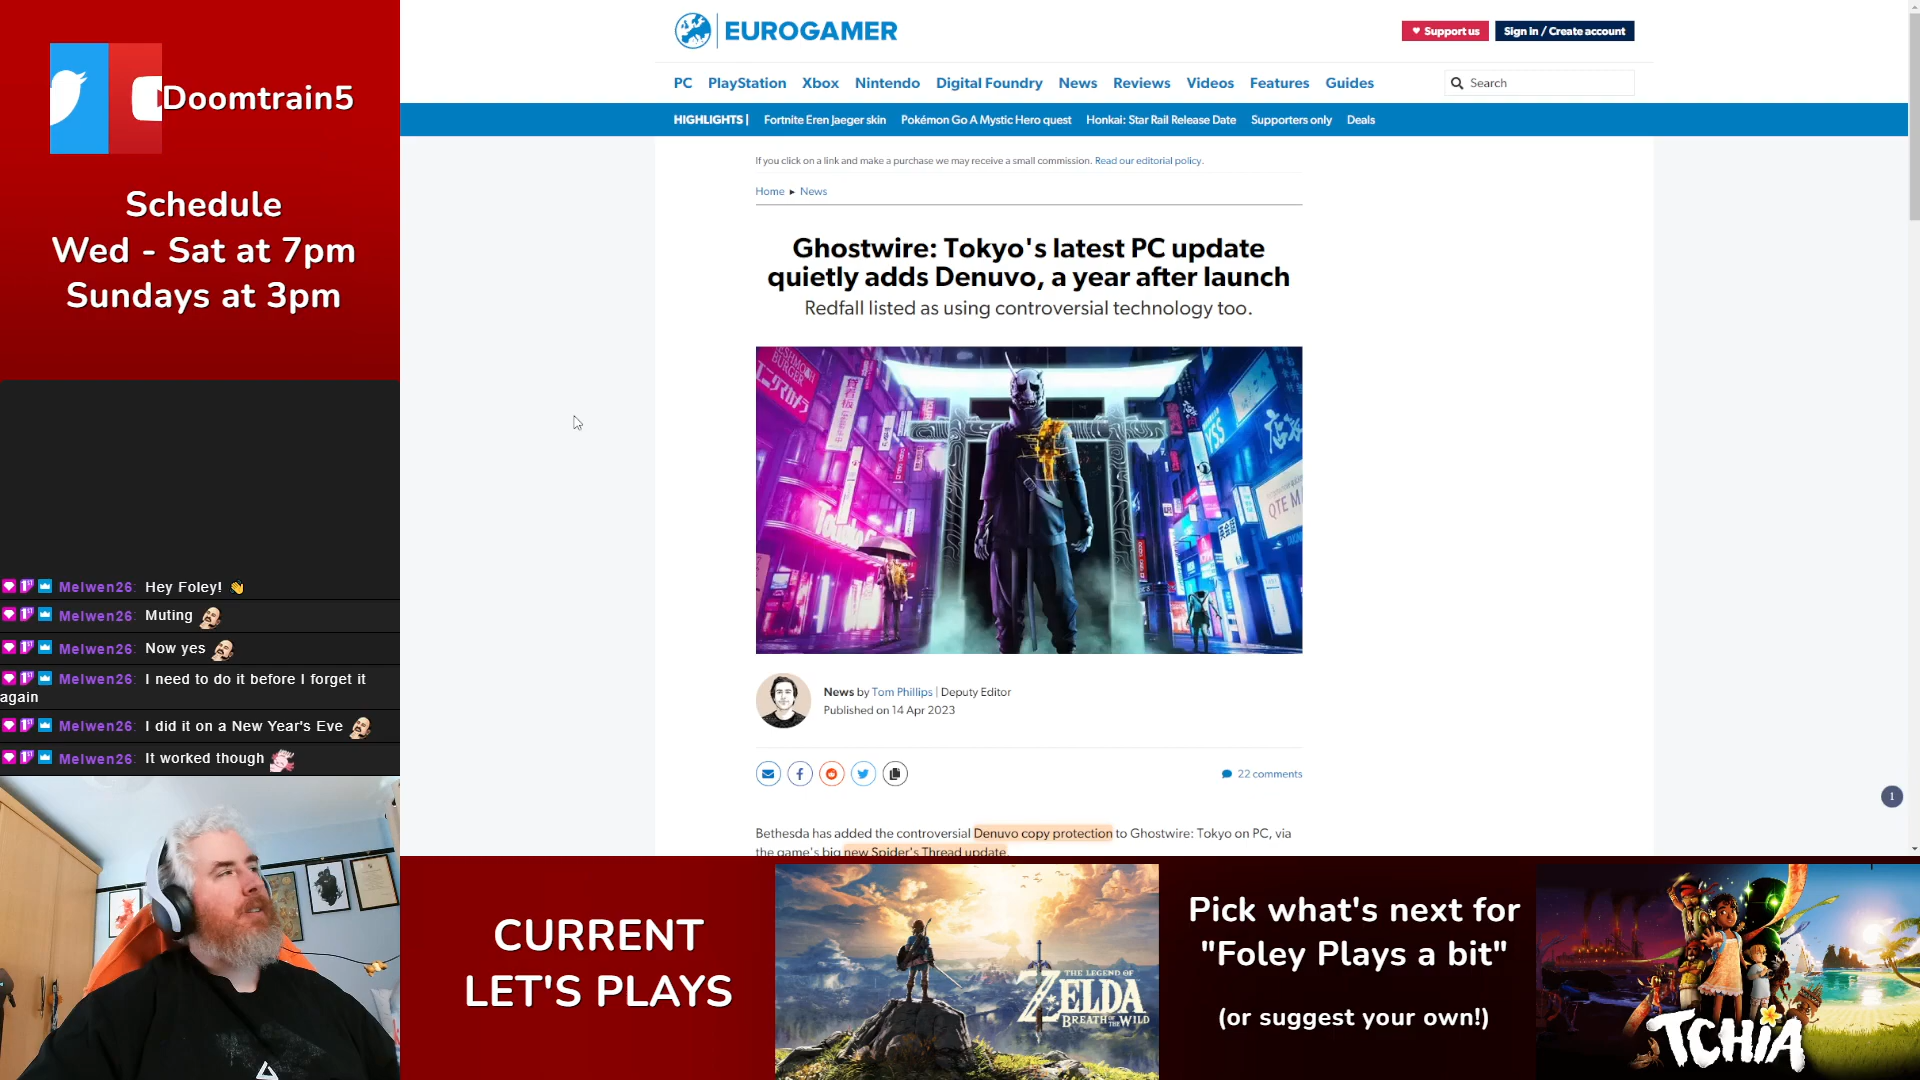 Doomtrain5
Schedule
Wed - Sat at 7pm
Sundays at 3pm
Melwen26: Hey Foley!
Melwen26: Muting
Melwen26: Now yes
Melwen26: I need to do it before I forget it
again
Melwen26: I did it on a New Year's Eve
Melwen26: It worked though
EUROGAMER
Support us
Sign in / Create account
PC PlayStation Xbox Nintendo Digital Foundry News Reviews Videos Features Guides
Search
HIGHLIGHTS | Fortnite Eren Jaeger skin Pokémon Go A Mystic Hero quest Honkai: Star Rail Release Date Supporters only Deals
If you click on a link and make a purchase we may receive a small commission. Read our editorial policy.
Home ▸ News
Ghostwire: Tokyo's latest PC update
quietly adds Denuvo, a year after launch
Redfall listed as using controversial technology too.
News by Tom Phillips | Deputy Editor
Published on 14 Apr 2023
22 comments
1
Bethesda has added the controversial Denuvo copy protection to Ghostwire: Tokyo on PC, via
the game's big new Spider's Thread update.
CURRENT
LET'S PLAYS
THE LEGEND OF
ZELDA
BREATH OF THE WILD
Pick what's next for
"Foley Plays a bit"
(or suggest your own!)
TCHIA